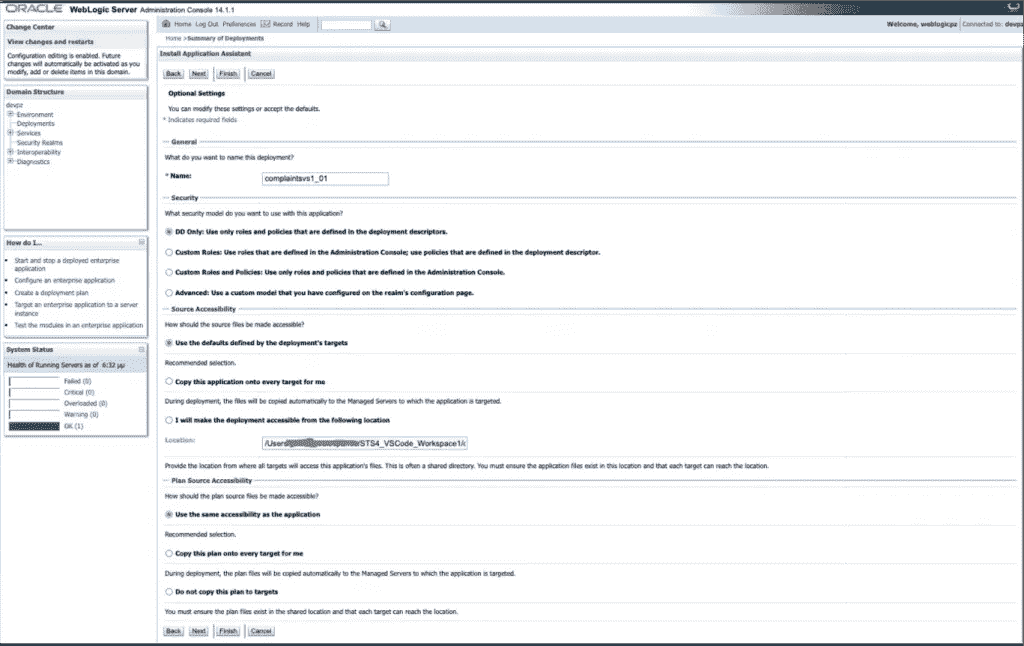 ORACLE WebLogic Server Administration Console 14.1.1
Change Center
View changes and restarts
Configuration editing is enabled. Future
changes will automatically be activated as you
modify, add or delete items in this domain.
Domain Structure
devpz
Environment
Deployments
Services
Security Realms
Interoperability
Diagnostics
How do I...
Start and stop a deployed enterprise
application
Configure an enterprise application
Create a deployment plan
Target an enterprise application to a server
instance
Test the modules in an enterprise application
System Status
Health of Running Servers as of 6:32 μμ
Failed (0)
Critical (0)
Overloaded (0)
Warning (0)
OK (1)
Home Log Out Preferences Record Help
Welcome, weblogicpz Connected to: devpz
Home >Summary of Deployments
Install Application Assistant
Back Next Finish Cancel
Optional Settings
You can modify these settings or accept the defaults.
* Indicates required fields
General
What do you want to name this deployment?
* Name: complaintsvs1_01
Security
What security model do you want to use with this application?
DD Only: Use only roles and policies that are defined in the deployment descriptors.
Custom Roles: Use roles that are defined in the Administration Console; use policies that are defined in the deployment descriptor.
Custom Roles and Policies: Use only roles and policies that are defined in the Administration Console.
Advanced: Use a custom model that you have configured on the realm's configuration page.
Source Accessibility
How should the source files be made accessible?
Use the defaults defined by the deployment's targets
Recommended selection.
Copy this application onto every target for me
During deployment, the files will be copied automatically to the Managed Servers to which the application is targeted.
I will make the deployment accessible from the following location
Location: /Users /STS4_VSCode_Workspace1/c
Provide the location from where all targets will access this application's files. This is often a shared directory. You must ensure the application files exist in this location and that each target can reach the location.
Plan Source Accessibility
How should the plan source files be made accessible?
Use the same accessibility as the application
Recommended selection.
Copy this plan onto every target for me
During deployment, the plan files will be copied automatically to the Managed Servers to which the application is targeted.
Do not copy this plan to targets
You must ensure the plan files exist in the shared location and that each target can reach the location.
Back Next Finish Cancel